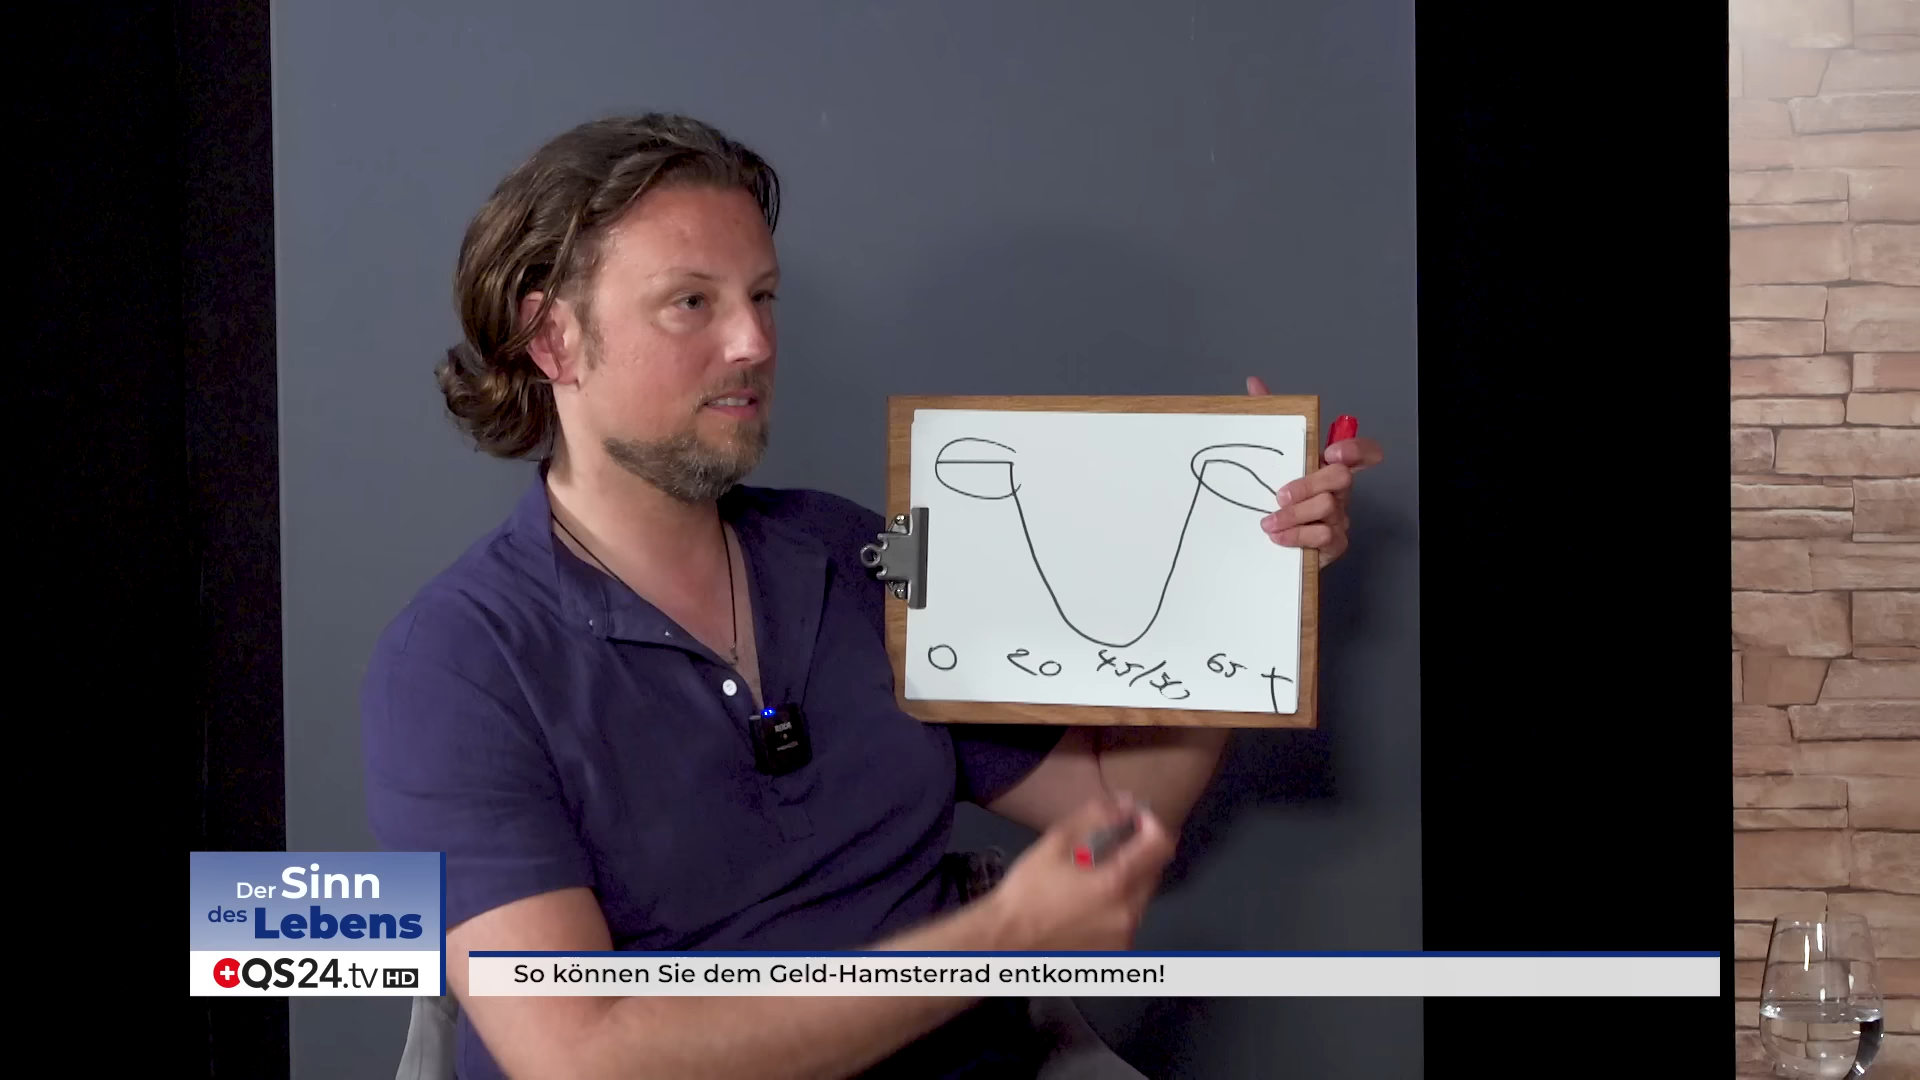 0 20 45/50 65 †
RØDE
Der Sinn
des Lebens
QS24.tv HD
So können Sie dem Geld-Hamsterrad entkommen!